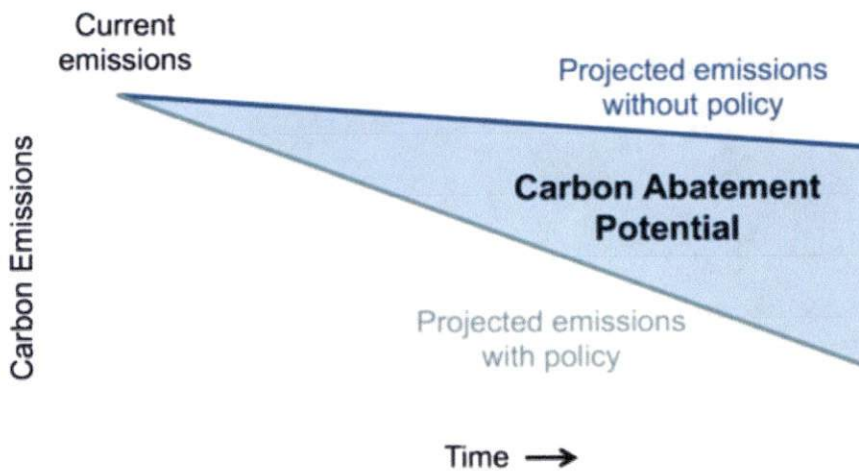 Current
emissions
Projected emissions
without policy
Carbon Abatement
Potential
Projected emissions
with policy
Carbon Emissions
Time →